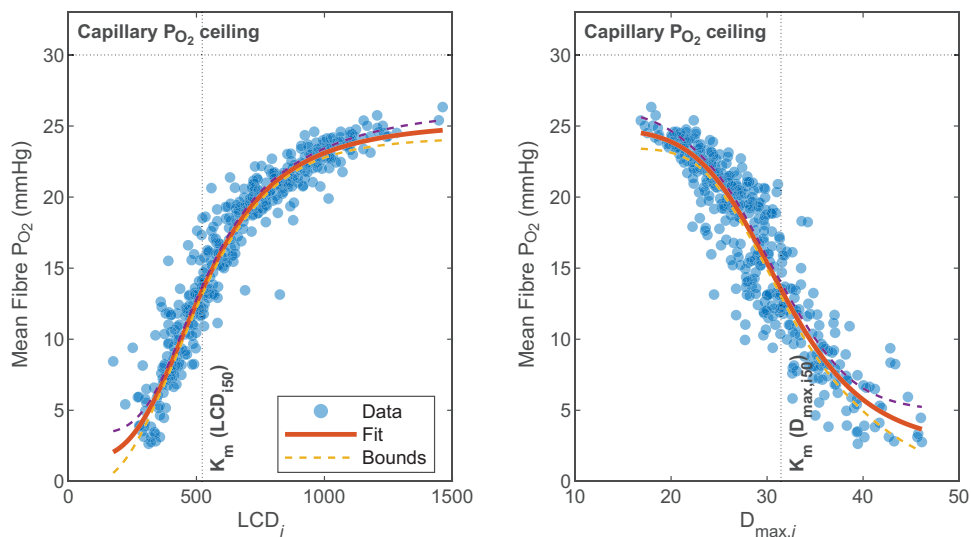 Capillary PO2 ceiling
30
25
20
15
10
5
0
Mean Fibre PO2 (mmHg)
Km (LCDi50)
Data
Fit
Bounds
0 500 1000 1500
LCDi
Capillary PO2 ceiling
30
25
20
15
10
5
0
Mean Fibre PO2 (mmHg)
Km (Dmax,i50)
10 20 30 40 50
Dmax,i